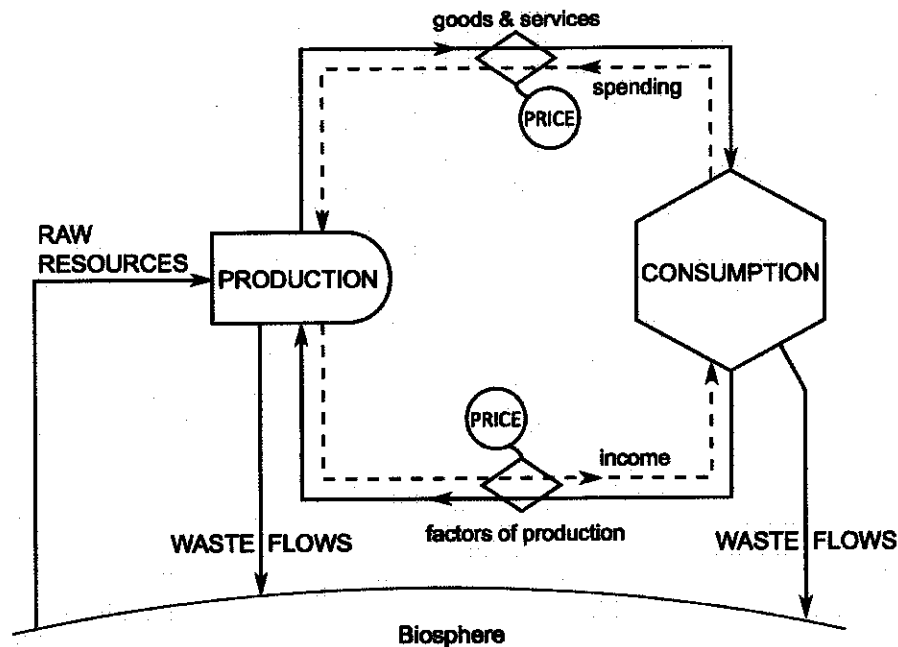 goods & services
spending
PRICE
RAW
RESOURCES
PRODUCTION
CONSUMPTION
PRICE
income
factors of production
WASTE FLOWS
WASTE FLOWS
Biosphere